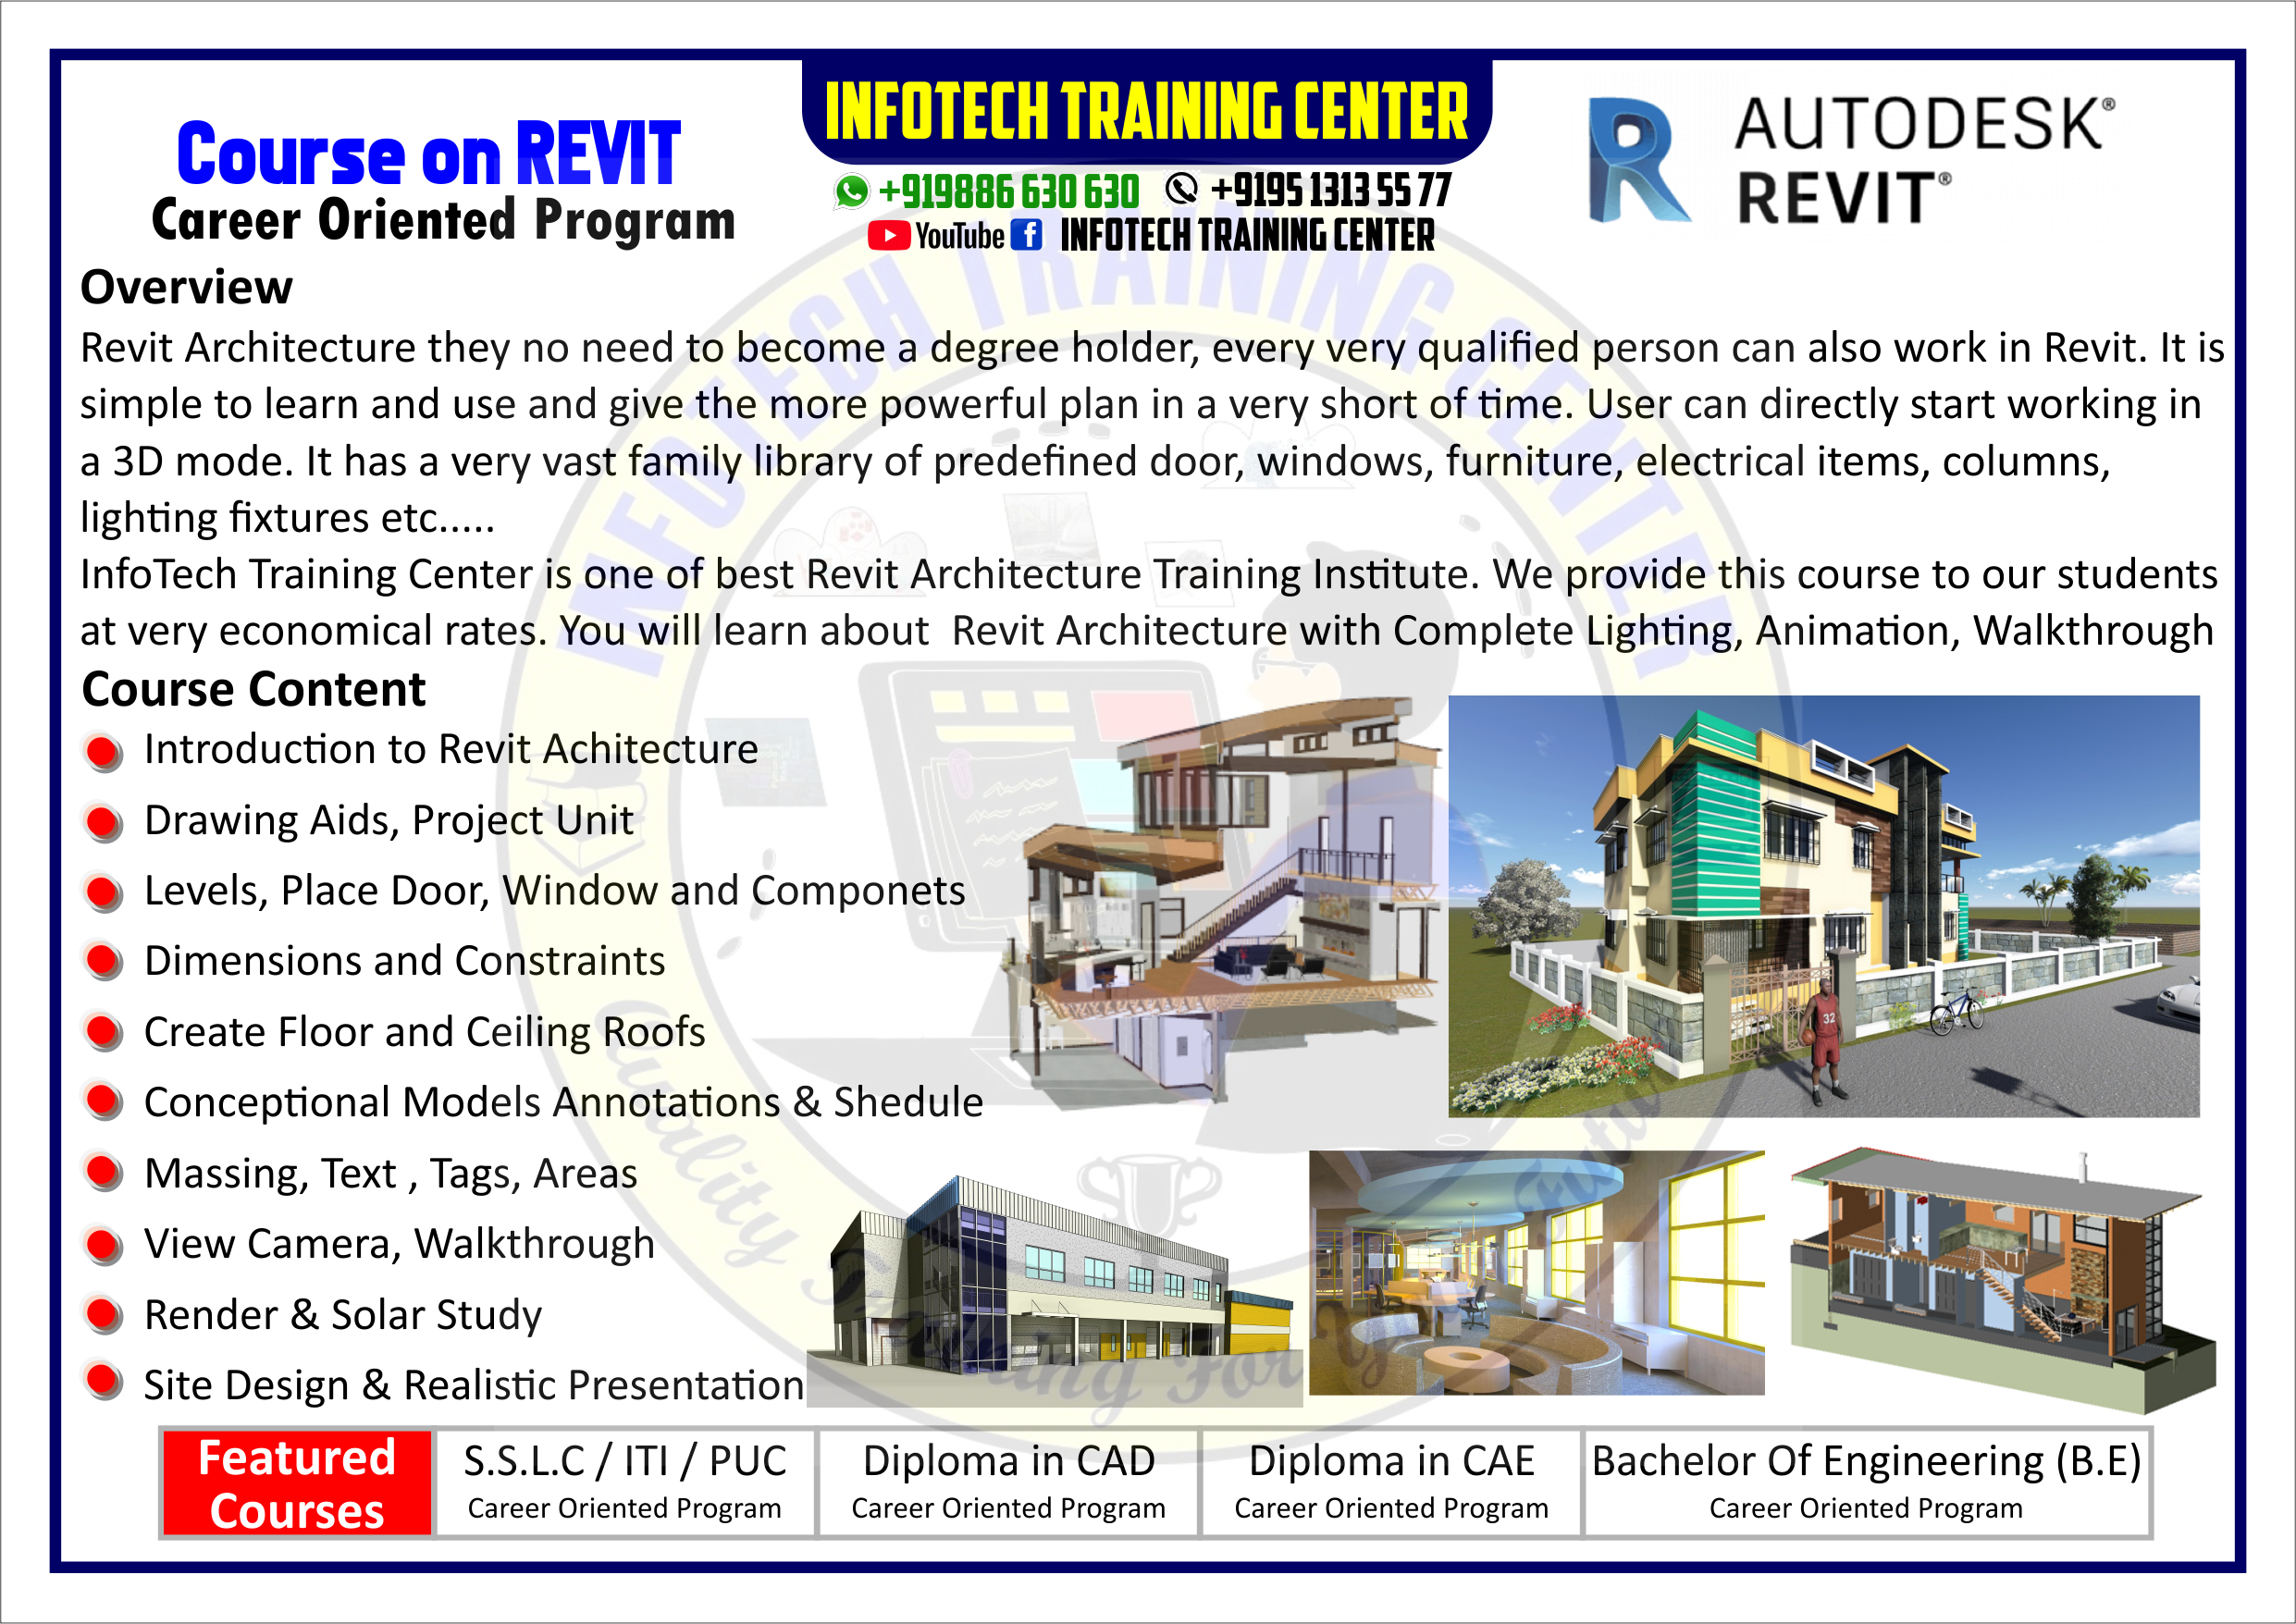 INFOTECH TRAINING CENTER
Course on REVIT
Career Oriented Program
+919886 630 630 +9195 1313 55 77
YouTube f INFOTECH TRAINING CENTER
AUTODESK®
REVIT®
Overview
Revit Architecture they no need to become a degree holder, every very qualified person can also work in Revit. It is
simple to learn and use and give the more powerful plan in a very short of time. User can directly start working in
a 3D mode. It has a very vast family library of predefined door, windows, furniture, electrical items, columns,
lighting fixtures etc.....
InfoTech Training Center is one of best Revit Architecture Training Institute. We provide this course to our students
at very economical rates. You will learn about Revit Architecture with Complete Lighting, Animation, Walkthrough
Course Content
Introduction to Revit Achitecture
Drawing Aids, Project Unit
Levels, Place Door, Window and Componets
Dimensions and Constraints
Create Floor and Ceiling Roofs
Conceptional Models Annotations & Shedule
Massing, Text , Tags, Areas
View Camera, Walkthrough
Render & Solar Study
Site Design & Realistic Presentation
32
INFOTECH TRAINING CENTER
Quality Training For
Featured
Courses
S.S.L.C / ITI / PUC
Career Oriented Program
Diploma in CAD
Career Oriented Program
Diploma in CAE
Career Oriented Program
Bachelor Of Engineering (B.E)
Career Oriented Program